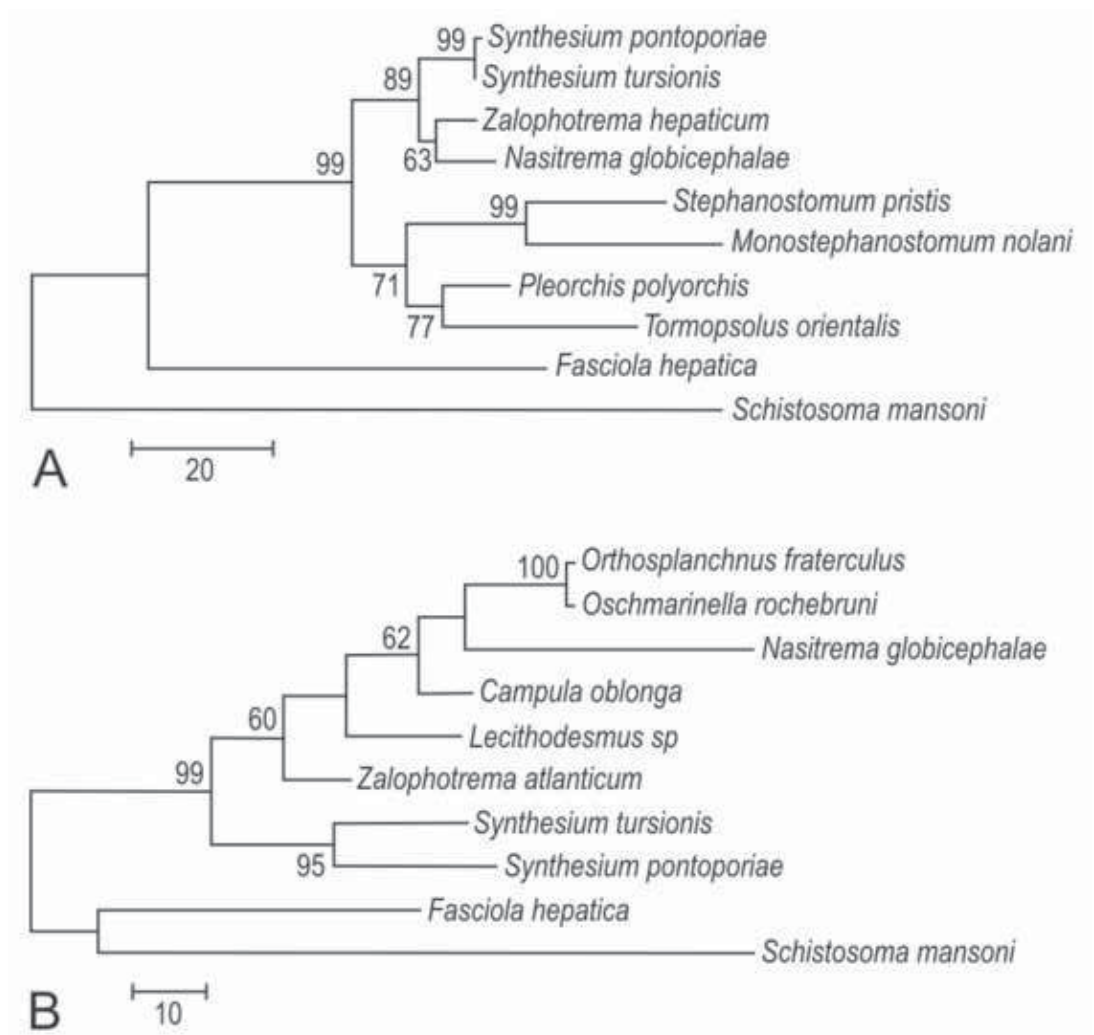 99 Synthesium pontoporiae
Synthesium tursionis
89
Zalophotrema hepaticum
63 Nasitrema globicephalae
99
99 Stephanostomum pristis
Monostephanostomum nolani
71 Pleorchis polyorchis
77 Tormopsolus orientalis
Fasciola hepatica
Schistosoma mansoni
A
20
100 Orthosplanchnus fraterculus
Oschmarinella rochebruni
62 Nasitrema globicephalae
Campula oblonga
60 Lecithodesmus sp
99 Zalophotrema atlanticum
Synthesium tursionis
95 Synthesium pontoporiae
Fasciola hepatica
Schistosoma mansoni
B
10